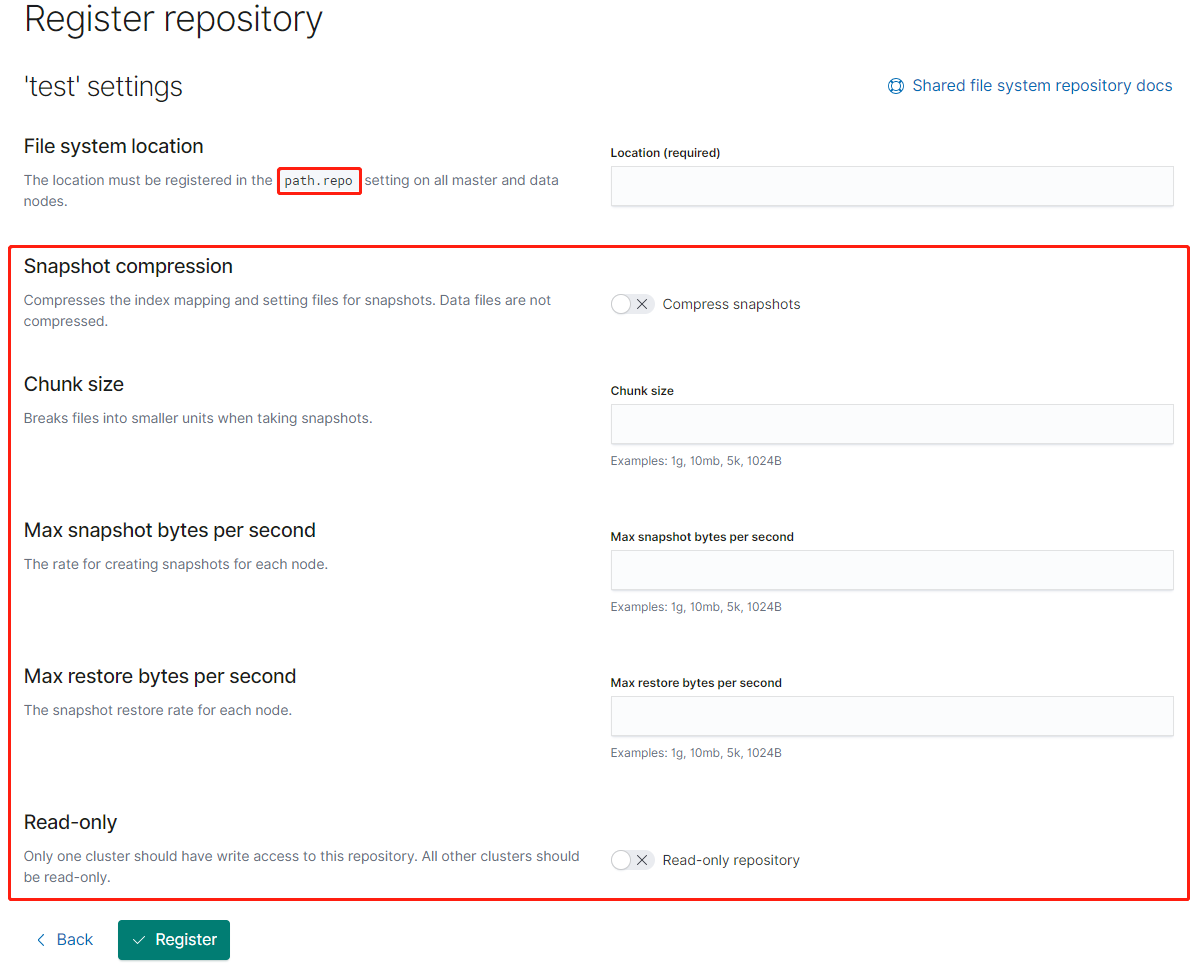 Register repository
'test' settings
Shared file system repository docs
File system location
The location must be registered in the path.repo setting on all master and data
nodes.
Location (required)
Snapshot compression
Compresses the index mapping and setting files for snapshots. Data files are not
compressed.
Compress snapshots
Chunk size
Breaks files into smaller units when taking snapshots.
Chunk size
Examples: 1g, 10mb, 5k, 1024B
Max snapshot bytes per second
The rate for creating snapshots for each node.
Max snapshot bytes per second
Examples: 1g, 10mb, 5k, 1024B
Max restore bytes per second
The snapshot restore rate for each node.
Max restore bytes per second
Examples: 1g, 10mb, 5k, 1024B
Read-only
Only one cluster should have write access to this repository. All other clusters should
be read-only.
Read-only repository
Back
Register